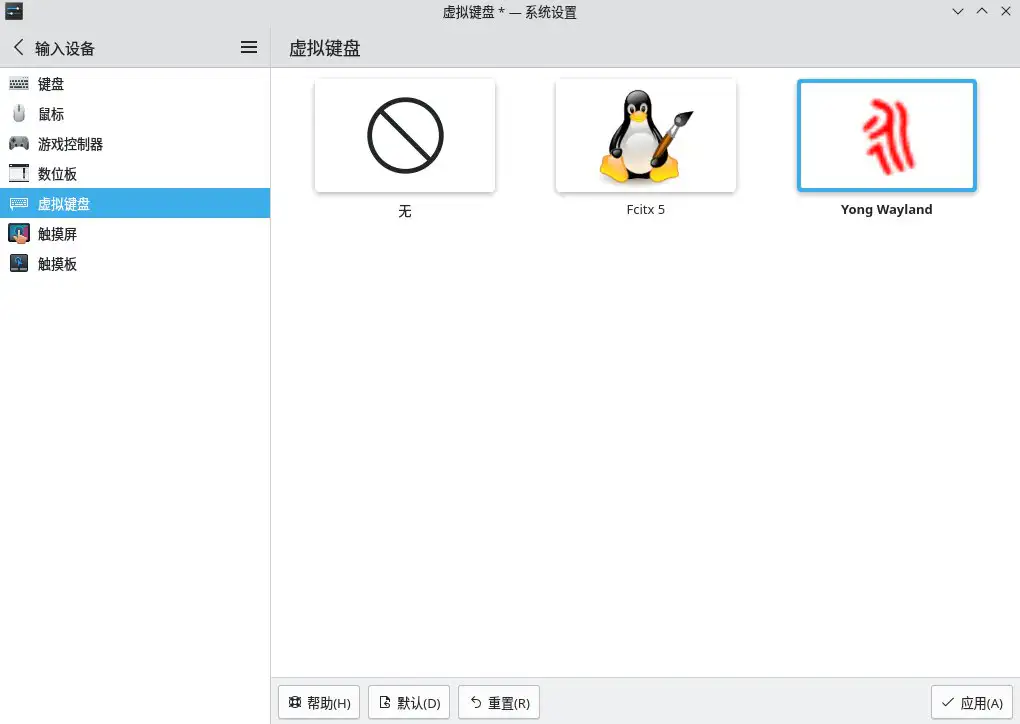 虚拟键盘 * — 系统设置
输入设备
虚拟键盘
键盘
鼠标
游戏控制器
数位板
虚拟键盘
触摸屏
触摸板
无
Fcitx 5
Yong Wayland
帮助(H)
默认(D)
重置(R)
应用(A)